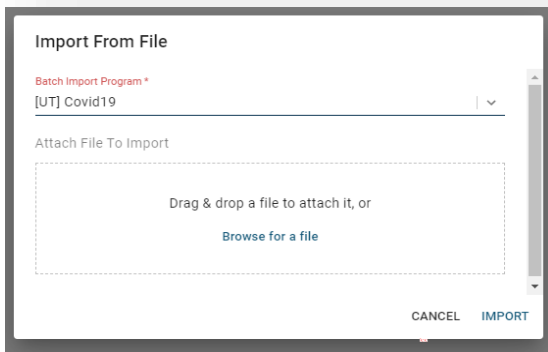 Import From File
Batch Import Program *
[UT] Covid19
Attach File To Import
Drag & drop a file to attach it, or
Browse for a file
CANCEL IMPORT